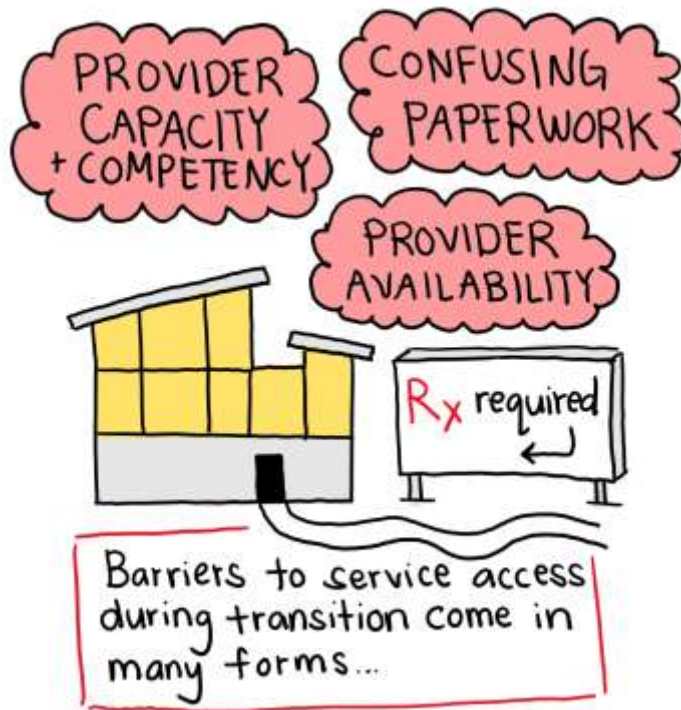 PROVIDER
CAPACITY
+ COMPETENCY
CONFUSING
PAPERWORK
PROVIDER
AVAILABILITY
Rx required
Barriers to service access
during transition come in
many forms...